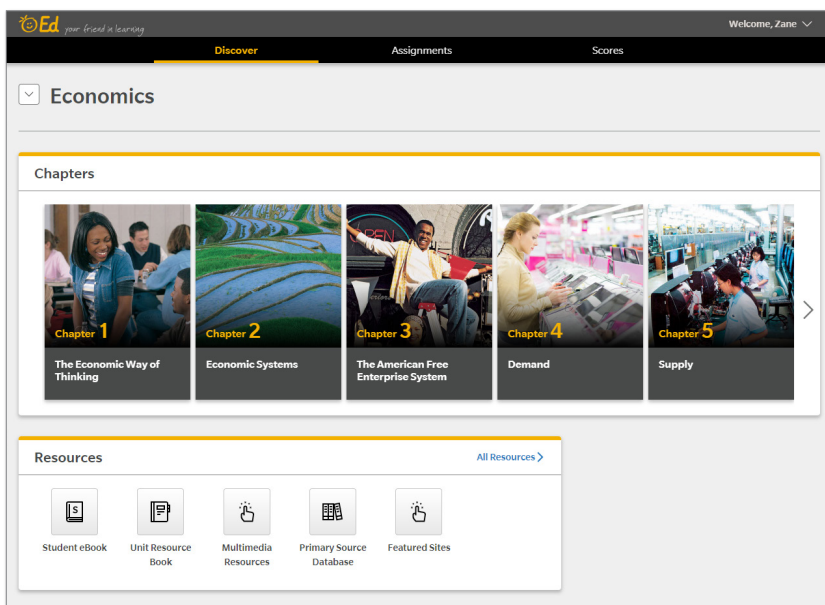 Ed your friend in learning
Welcome, Zane
Discover Assignments Scores
Economics
Chapters
Chapter 1
The Economic Way of
Thinking
Chapter 2
Economic Systems
OPEN
Chapter 3
The American Free
Enterprise System
Chapter 4
Demand
Chapter 5
Supply
Resources
All Resources
S
Student eBook
Unit Resource
Book
Multimedia
Resources
Primary Source
Database
Featured Sites